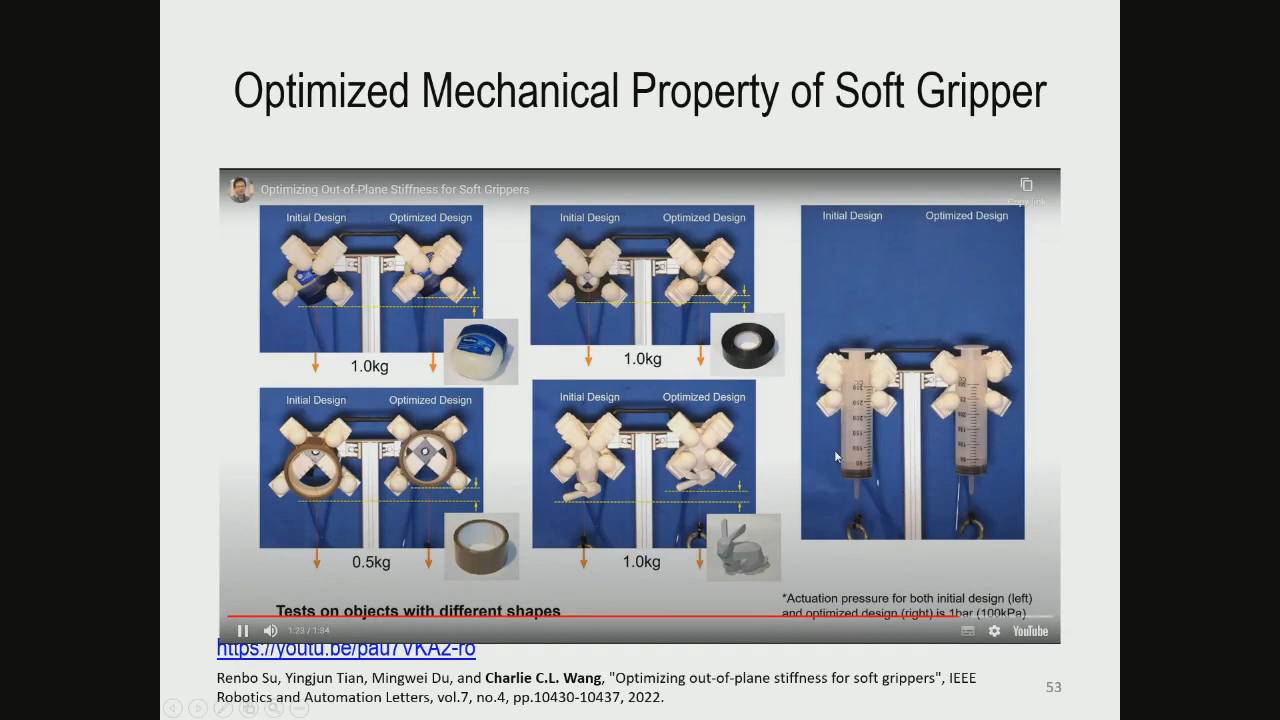 Optimized Mechanical Property of Soft Gripper
Optimizing Out-of-Plane Stiffness for Soft Grippers
Copy link
Initial Design
Optimized Design
1.0kg
Initial Design
Optimized Design
1.0kg
Initial Design
Optimized Design
Initial Design
Optimized Design
0.5kg
Initial Design
Optimized Design
1.0kg
Tests on objects with different shapes
*Actuation pressure for both initial design (left)
and optimized design (right) is 1bar (100kPa)
1:23 / 1:34
YouTube
https://youtu.be/pau7VKAz-ro
Renbo Su, Yingjun Tian, Mingwei Du, and Charlie C.L. Wang, "Optimizing out-of-plane stiffness for soft grippers", IEEE
Robotics and Automation Letters, vol.7, no.4, pp.10430-10437, 2022.
53